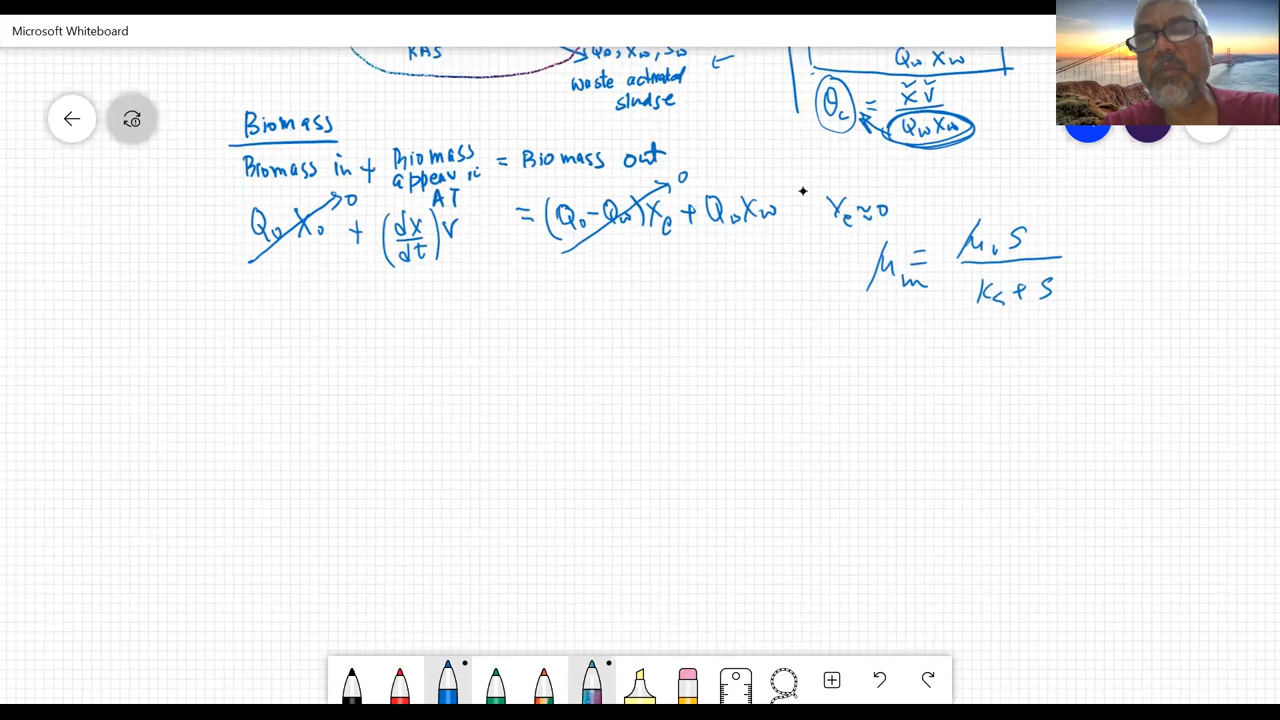 Microsoft Whiteboard
RAS
Qw, Xw, Sw
waste activated
sludge
Qw Xw
θc = X V / Qw Xw
Biomass
Biomass in + Biomass appear in AT = Biomass out
Q0 X0 → 0 + (dx/dt) V = (Q0 - Qw) Xe → 0 + Qw Xw
Xe ≈ 0
μm = μ, S / Ks + S